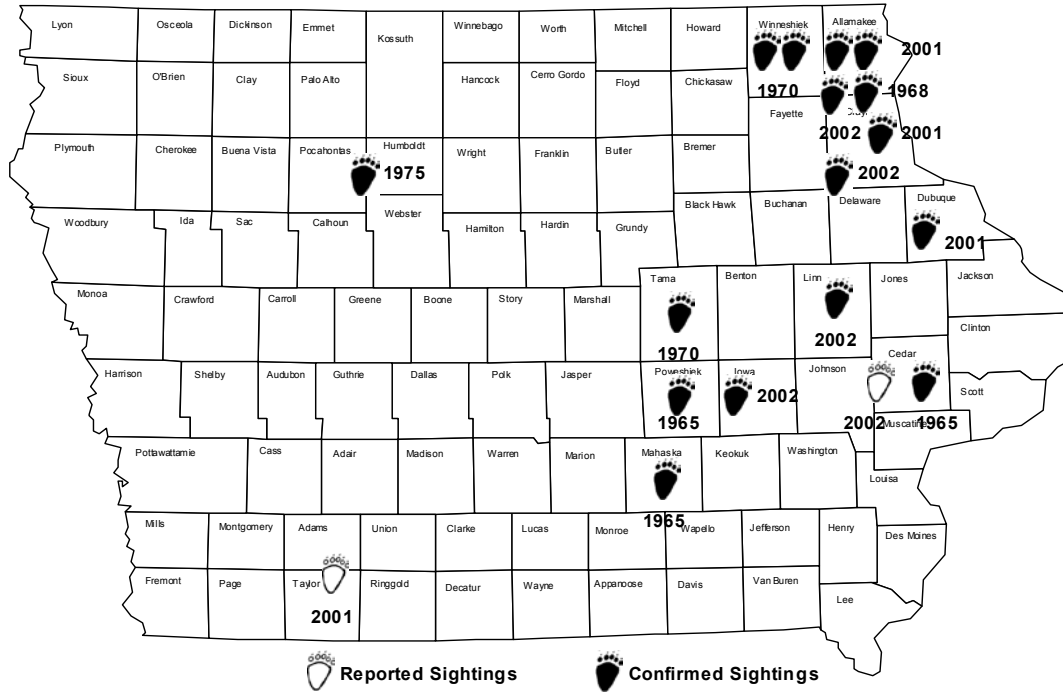 Lyon Osceola Dickinson Emmet Kossuth Winnebago Worth Mitchell Howard Winneshiek Allamakee
2001
Sioux O'Brien Clay Palo Alto Hancock Cerro Gordo Floyd Chickasaw 1970 1968
Fayette
2002 2001
Plymouth Cherokee Buena Vista Pocahontas Humboldt Wright Franklin Butler Bremer
1975 2002
Woodbury Ida Sac Calhoun Webster Hamilton Hardin Grundy Black Hawk Buchanan Delaware Dubuque
2001
Monoa Crawford Carroll Greene Boone Story Marshall Tama Benton Linn Jones Jackson
Clinton
1970 2002
Harrison Shelby Audubon Guthrie Dallas Polk Jasper Poweshiek Iowa Johnson Cedar Scott
1965 2002 2002 1965
Muscatine
Pottawattamie Cass Adair Madison Warren Marion Mahaska Keokuk Washington Louisa
1965
Mills Montgomery Adams Union Clarke Lucas Monroe Wapello Jefferson Henry Des Moines
Fremont Page Taylor Ringgold Decatur Wayne Appanoose Davis Van Buren Lee
2001
Reported Sightings Confirmed Sightings